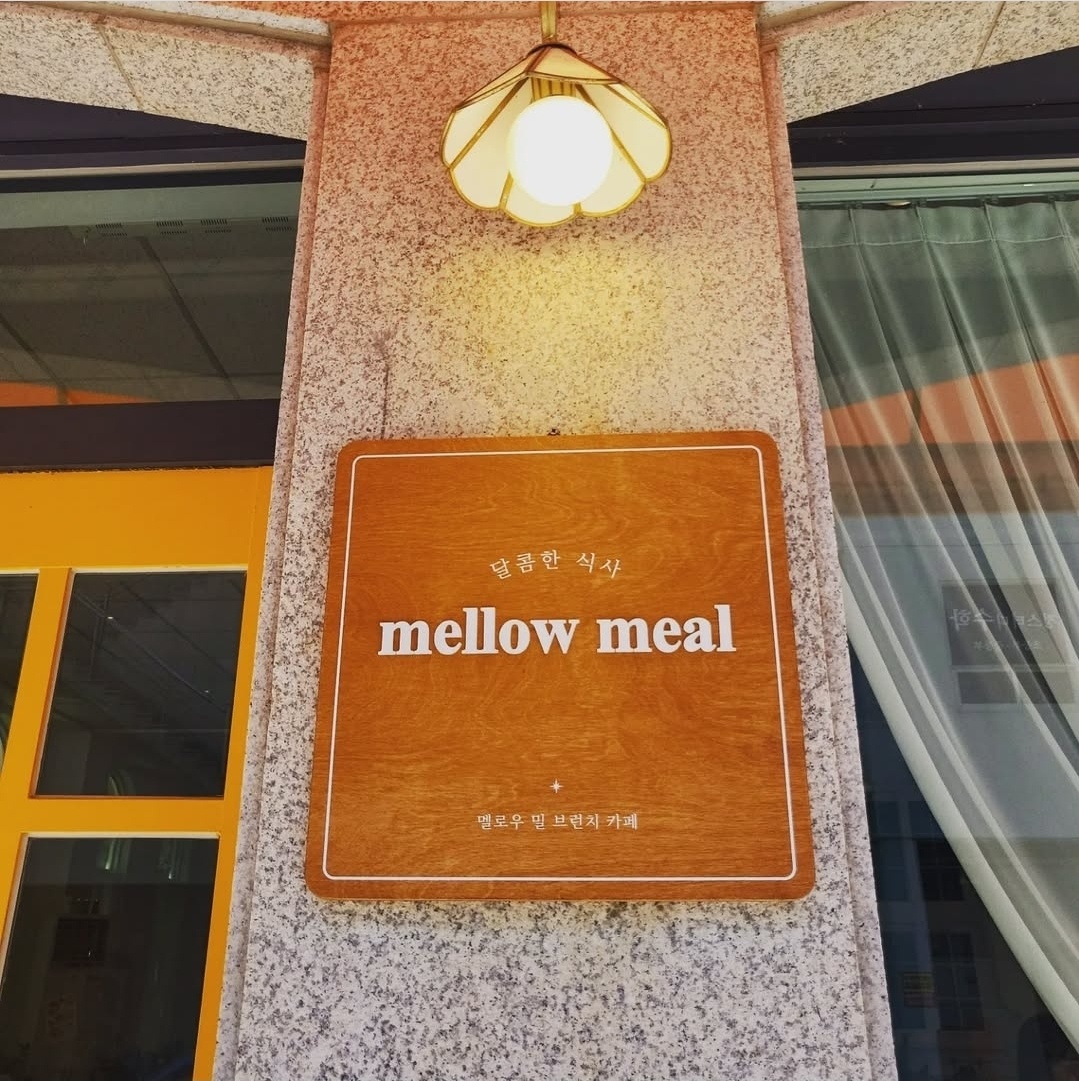 달콤한 식사
mellow meal
멜로우 밀 브런치 카페